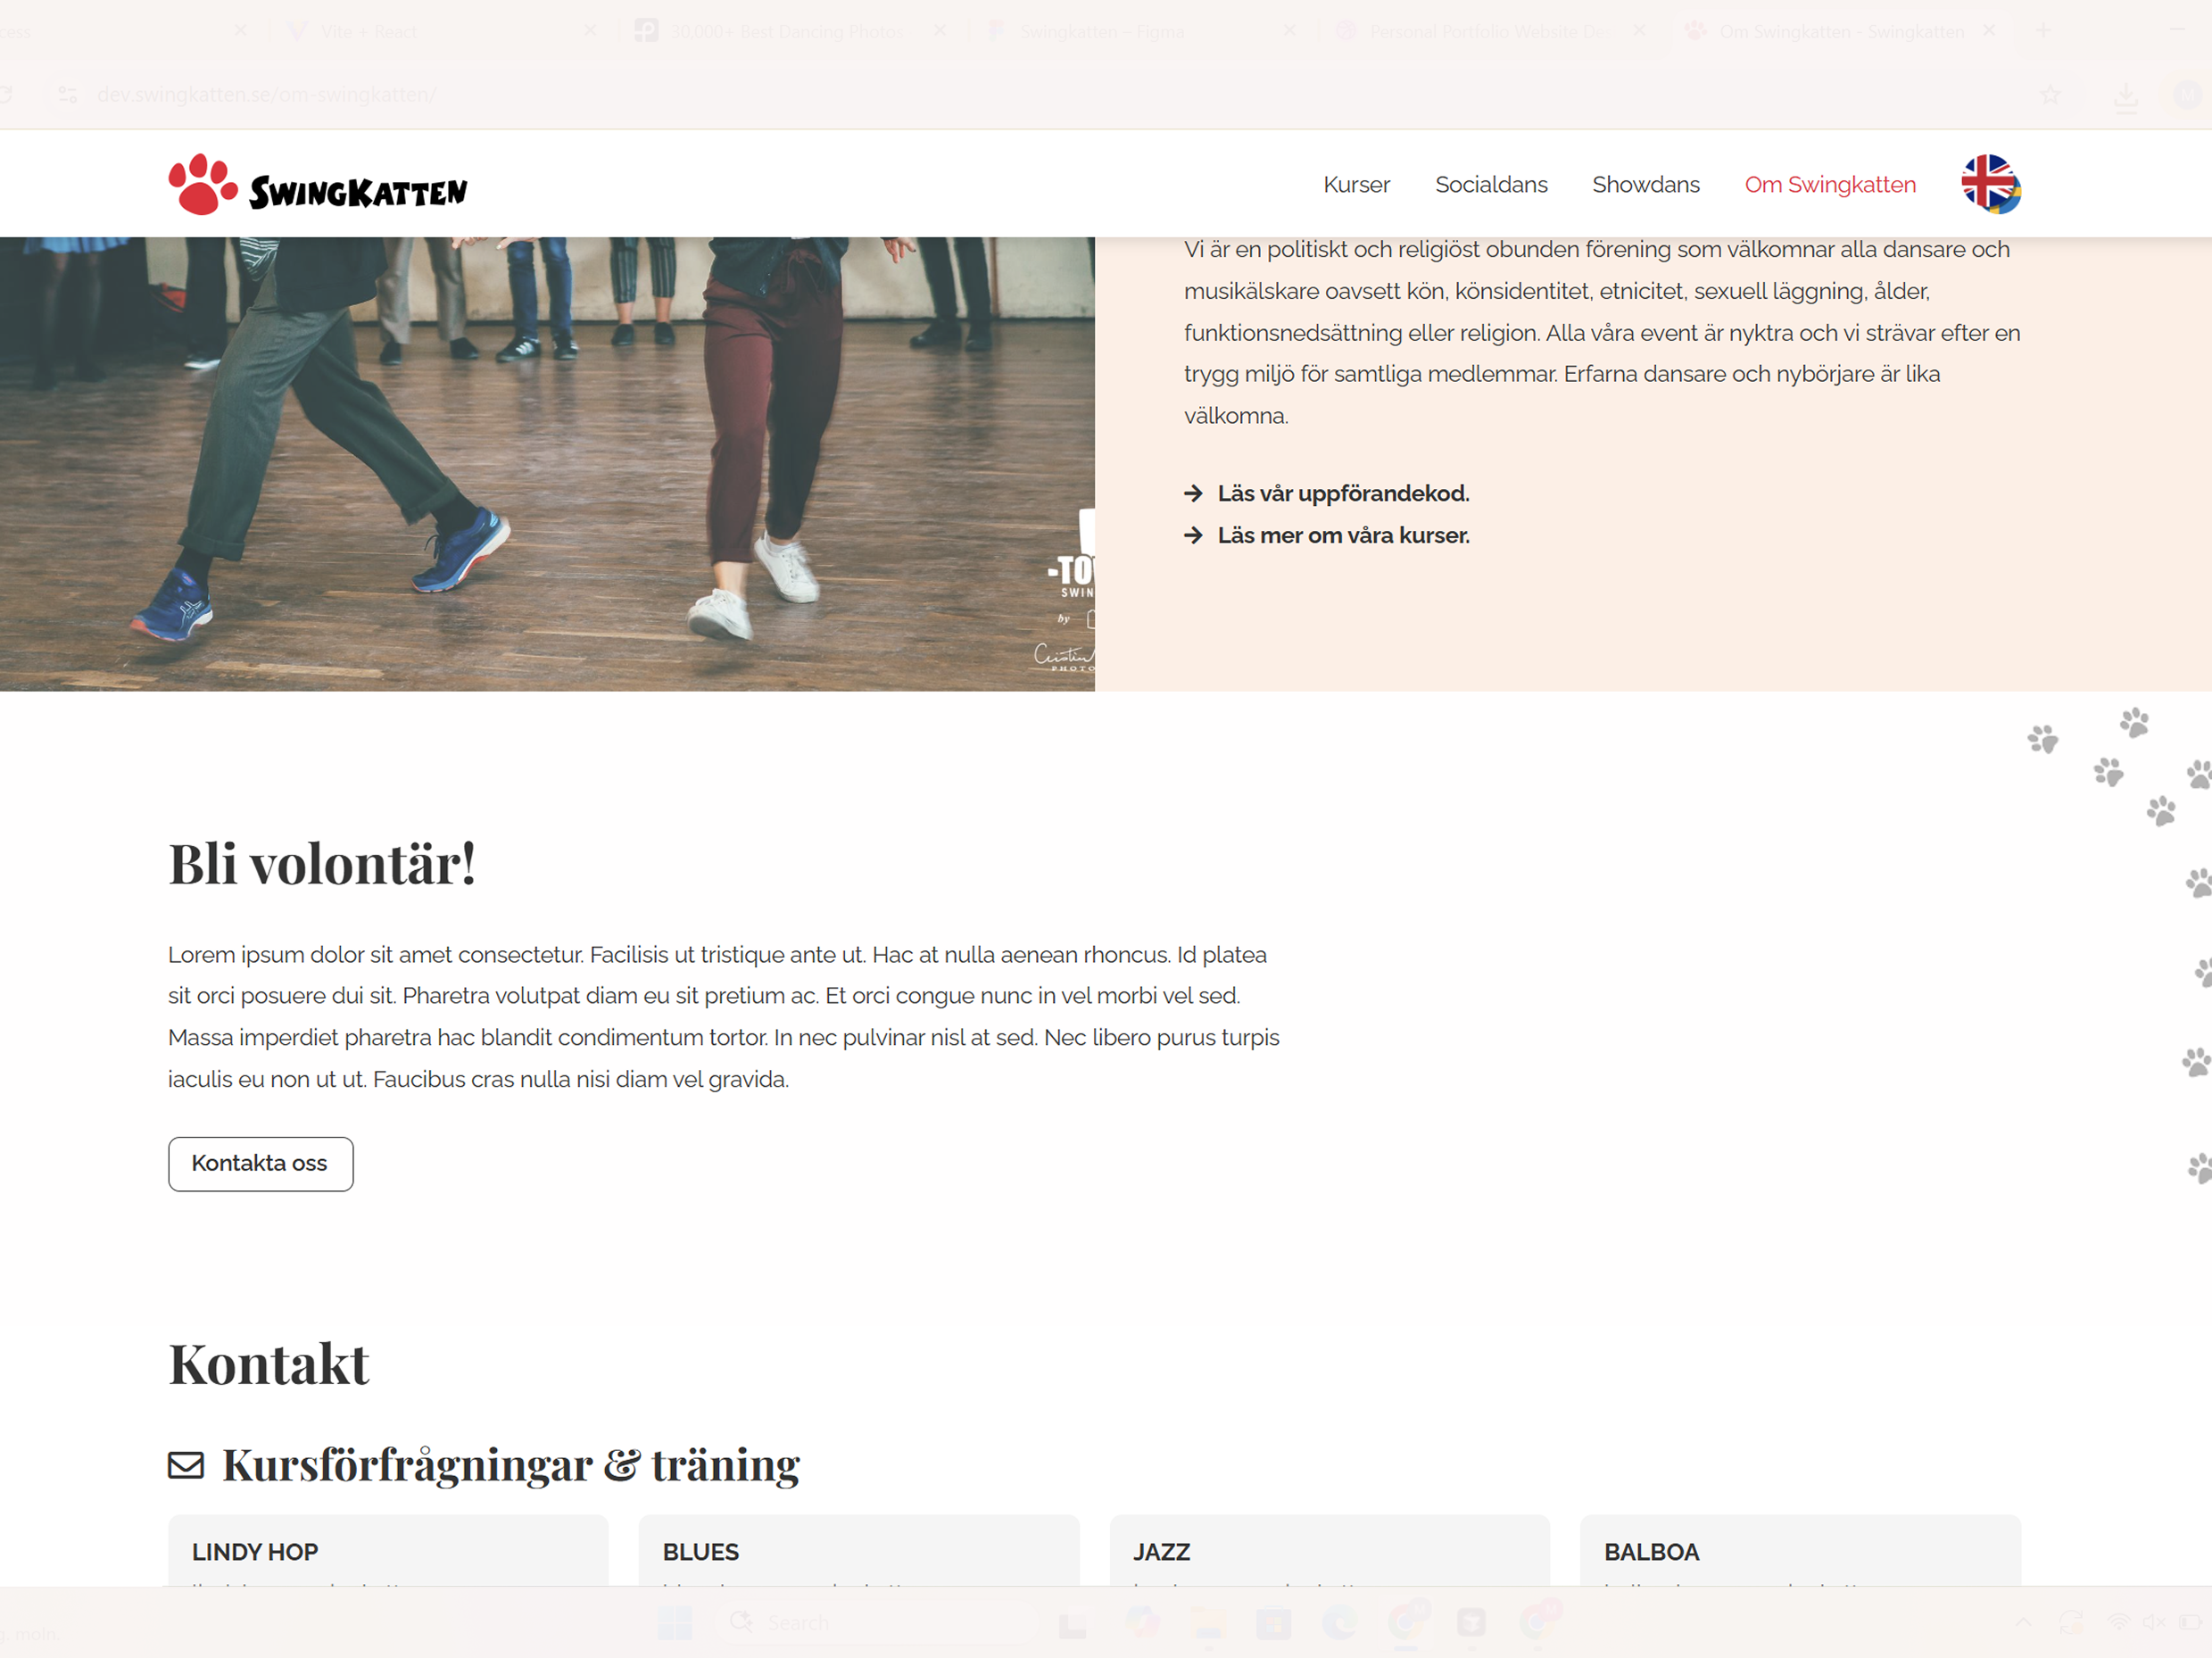 cess
Vite + React
30,000+ Best Dancing Photos
Swingkatten – Figma
Personal Portfolio Website De
Om Swingkatten - Swingkatten
dev.swingkatten.se/om-swingkatten/
M
SWINGKATTEN
Kurser
Socialdans
Showdans
Om Swingkatten
Vi är en politiskt och religiöst obunden förening som välkomnar alla dansare och
musikälskare oavsett kön, könsidentitet, etnicitet, sexuell läggning, ålder,
funktionsnedsättning eller religion. Alla våra event är nyktra och vi strävar efter en
trygg miljö för samtliga medlemmar. Erfarna dansare och nybörjare är lika
välkomna.
Läs vår uppförandekod.
Läs mer om våra kurser.
-TO
SWIN
by
PHOTO
Bli volontär!
Lorem ipsum dolor sit amet consectetur. Facilisis ut tristique ante ut. Hac at nulla aenean rhoncus. Id platea
sit orci posuere dui sit. Pharetra volutpat diam eu sit pretium ac. Et orci congue nunc in vel morbi vel sed.
Massa imperdiet pharetra hac blandit condimentum tortor. In nec pulvinar nisl at sed. Nec libero purus turpis
iaculis eu non ut ut. Faucibus cras nulla nisi diam vel gravida.
Kontakta oss
Kontakt
Kursförfrågningar & träning
LINDY HOP
BLUES
JAZZ
BALBOA
Search